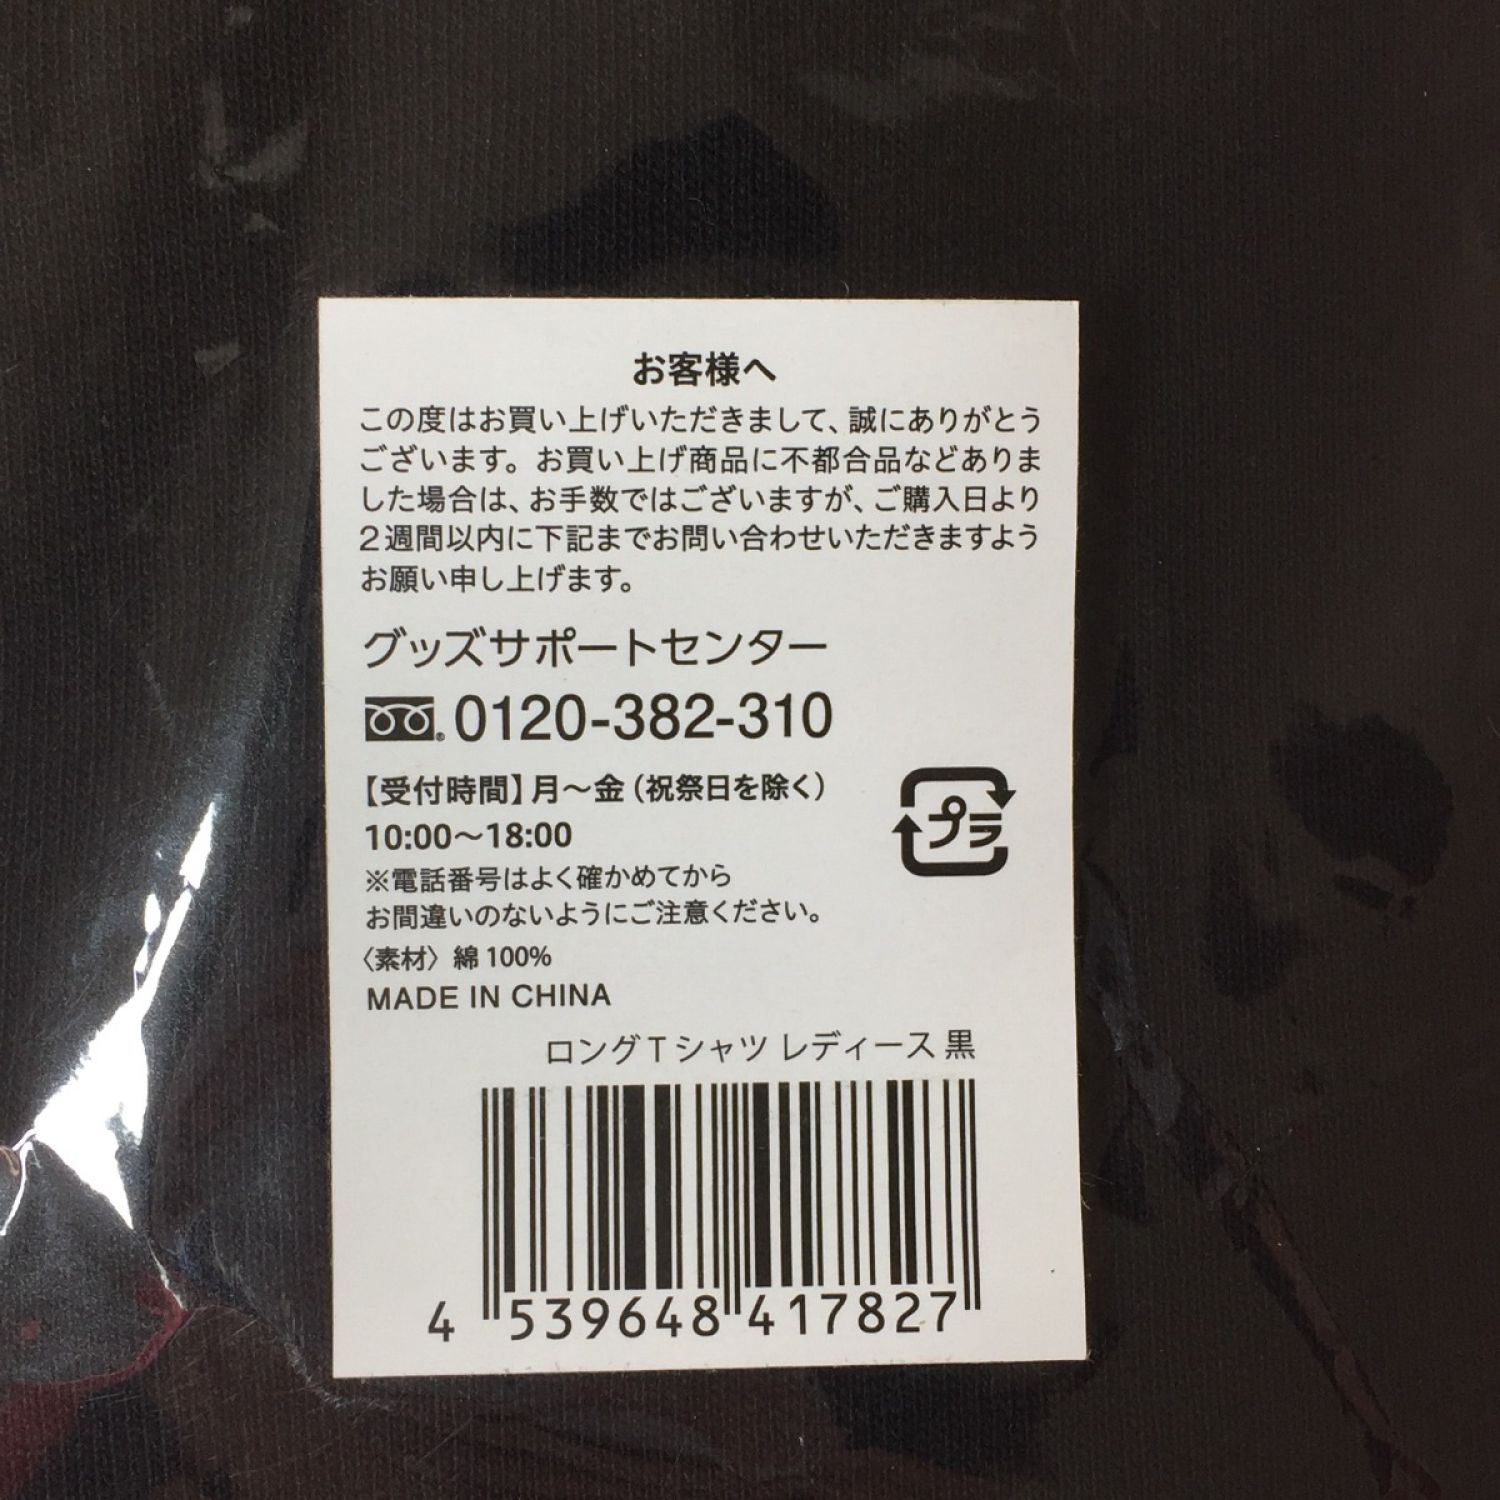 お客様へ
この度はお買い上げいただきまして、誠にありがとう
ございます。お買い上げ商品に不都合品などありま
した場合は、お手数ではございますが、ご購入日より
2週間以内に下記までお問い合わせいただきますよう
お願い申し上げます。
グッズサポートセンター
0120-382-310
【受付時間】月〜金（祝祭日を除く）
10:00〜18:00
プラ
※電話番号はよく確かめてから
お間違いのないようにご注意ください。
〈素材〉綿100%
MADE IN CHINA
ロングTシャツ レディース 黒
4 539648 417827